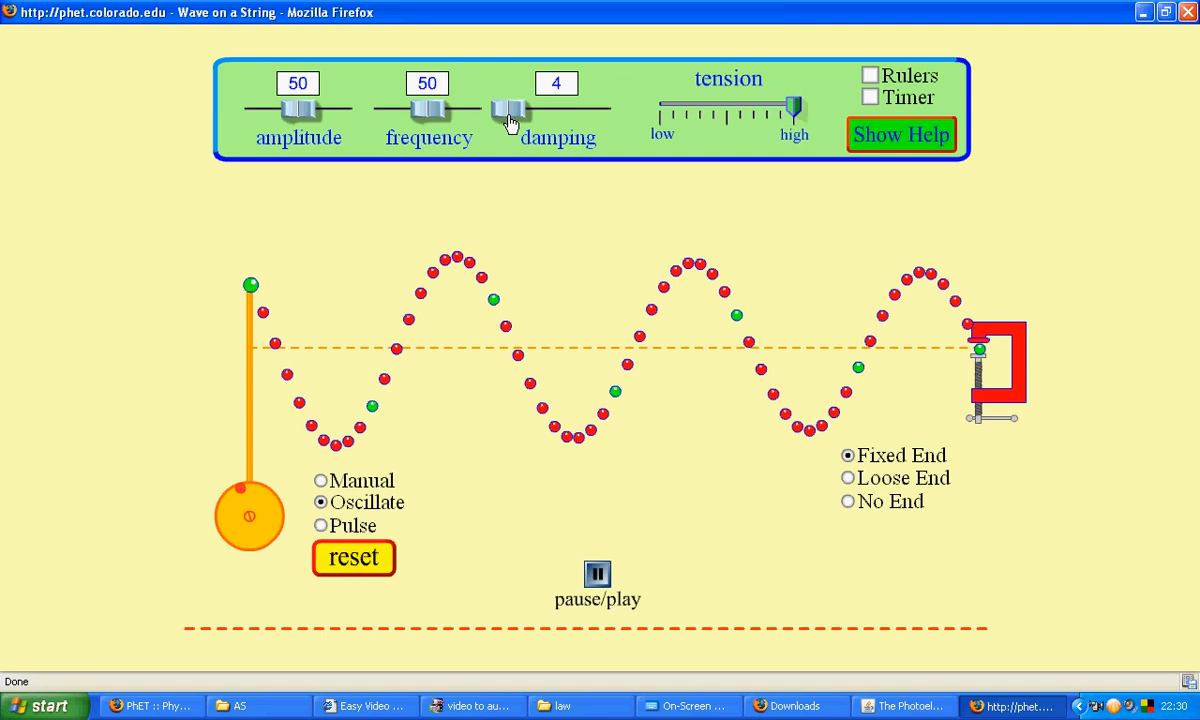 http://phet.colorado.edu - Wave on a String - Mozilla Firefox
50 50 4 tension
Rulers
Timer
amplitude frequency damping
low high
Show Help
Manual
Oscillate
Pulse
reset
Fixed End
Loose End
No End
pause/play
Done
start
PhET :: Phy...
AS
Easy Video ...
video to au...
law
On-Screen ...
Downloads
The Photoel...
http://phet....
22:30